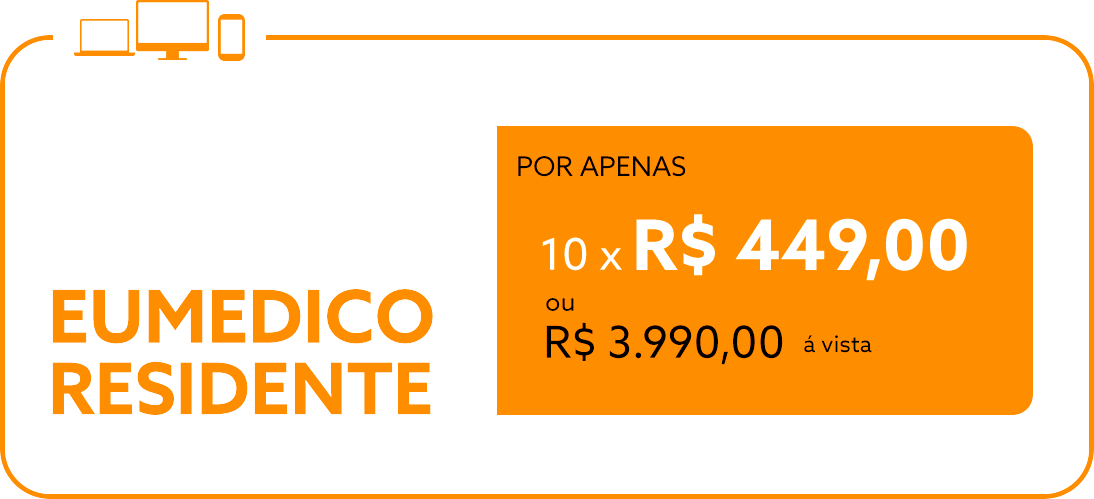 EUMEDICO
RESIDENTE
POR APENAS
10 x R$ 449,00
ou
R$ 3.990,00 á vista